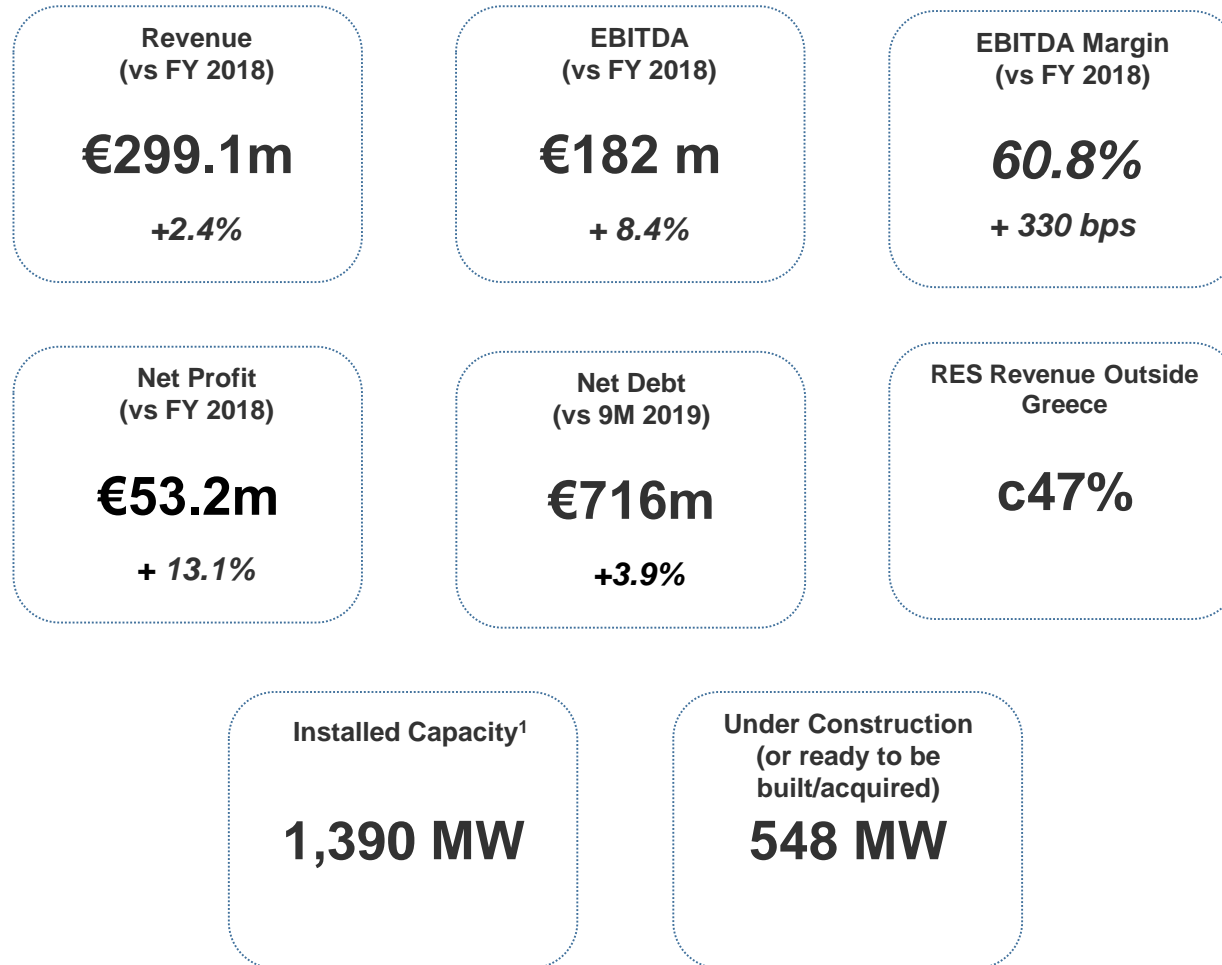 Revenue
(vs FY 2018)
€299.1m
+2.4%
EBITDA
(vs FY 2018)
€182 m
+ 8.4%
EBITDA Margin
(vs FY 2018)
60.8%
+ 330 bps
Net Profit
(vs FY 2018)
€53.2m
+ 13.1%
Net Debt
(vs 9M 2019)
€716m
+3.9%
RES Revenue Outside
Greece
c47%
Installed Capacity¹
1,390 MW
Under Construction
(or ready to be
built/acquired)
548 MW